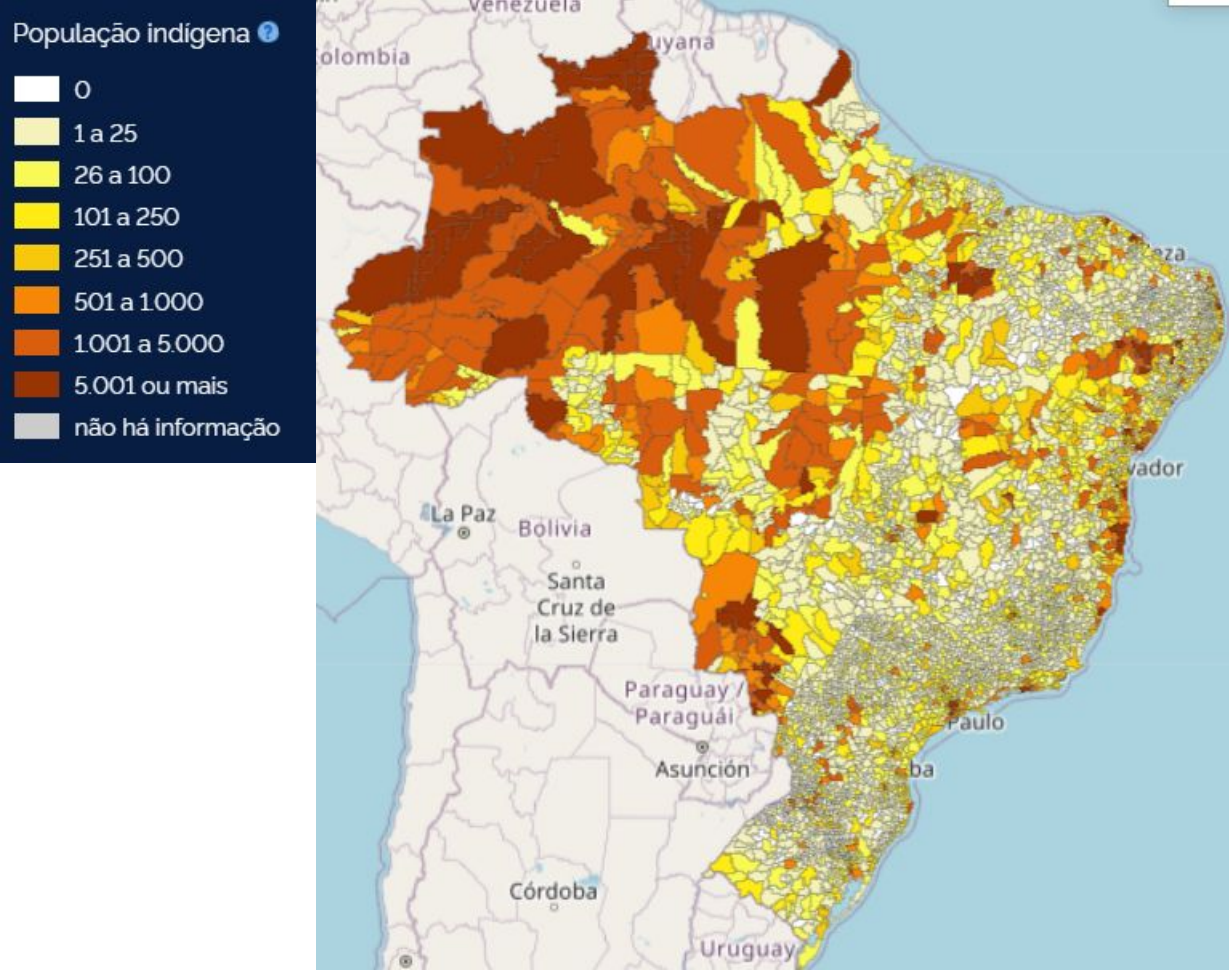 População indígena ?
0
1 a 25
26 a 100
101 a 250
251 a 500
501 a 1.000
1.001 a 5.000
5.001 ou mais
não há informação
Venezuela
uyana
olombia
eza
vador
La Paz
Bolivia
Santa
Cruz de
la Sierra
Paraguay /
Paraguái
Paulo
Asunción
ba
Córdoba
Uruguay